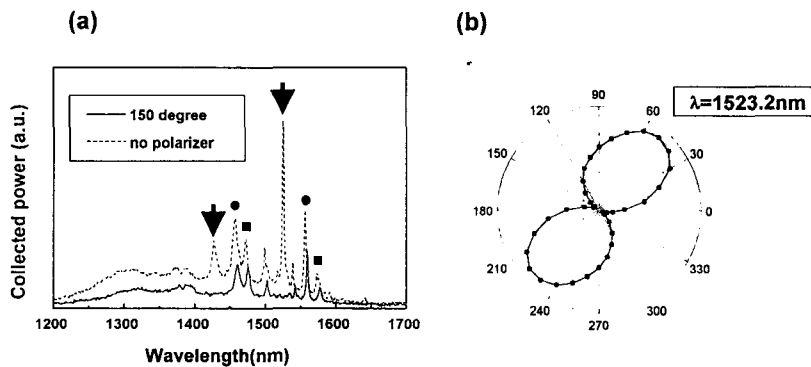 (a)
(b)
Collected power (a.u.)
150 degree
no polarizer
1200 1300 1400 1500 1600 1700
Wavelength(nm)
λ=1523.2nm
90
120 60
150 30
180 0
210 330
240 300
270